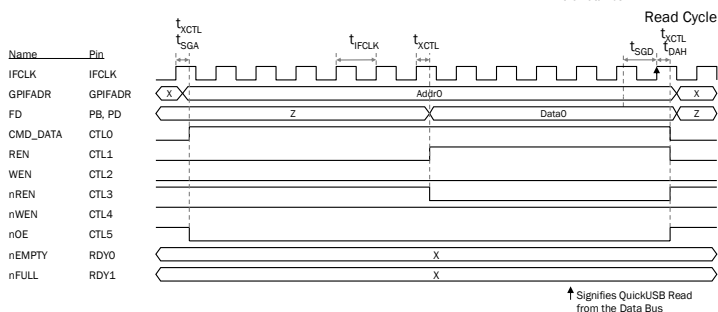 Read Cycle
tXCTL
tSGA
tIFCLK
tXCTL
tSGD
tXCTL
tDAH
Name Pin
IFCLK IFCLK
GPIFADR GPIFADR X Addr0 X
FD PB, PD Z Data0 Z
CMD_DATA CTL0
REN CTL1
WEN CTL2
nREN CTL3
nWEN CTL4
nOE CTL5
nEMPTY RDY0 X
nFULL RDY1 X
Signifies QuickUSB Read
from the Data Bus